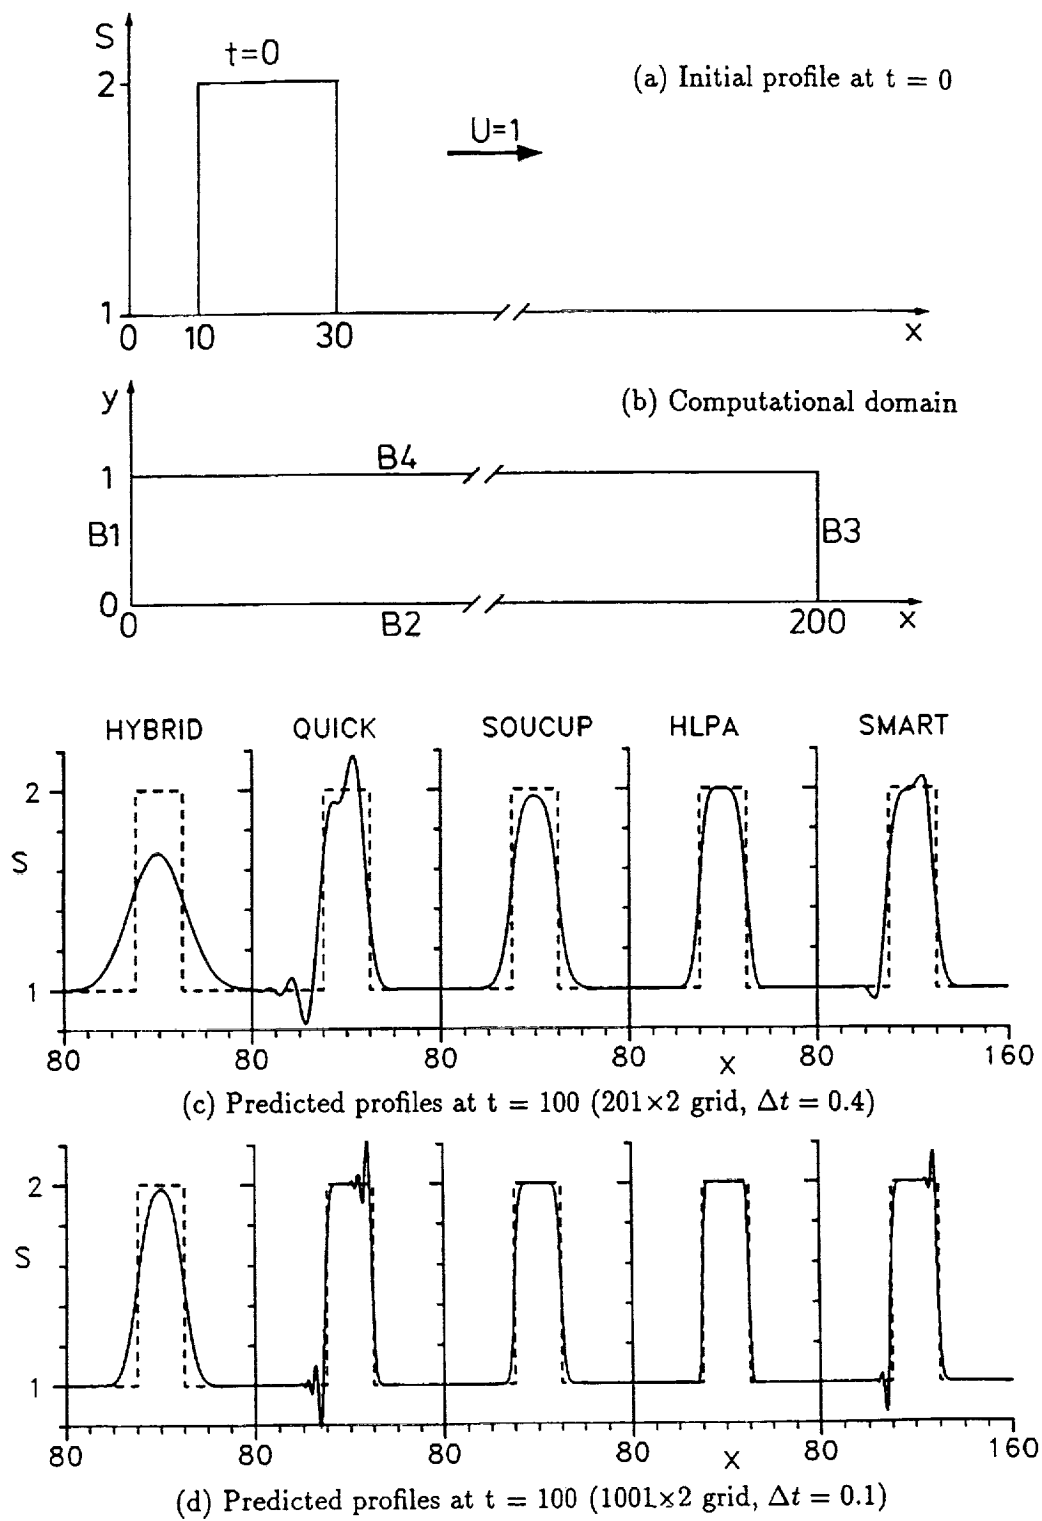 S
t=0
(a) Initial profile at t = 0
2
U=1
1
0 10 30 x
y
(b) Computational domain
B4
1
B1
B3
0
0 B2 200 x
HYBRID QUICK SOUCUP HLPA SMART
2
S
1
80 80 80 80 x 80 160
(c) Predicted profiles at t = 100 (201×2 grid, Δt = 0.4)
2
S
1
80 80 80 80 x 80 160
(d) Predicted profiles at t = 100 (1001×2 grid, Δt = 0.1)